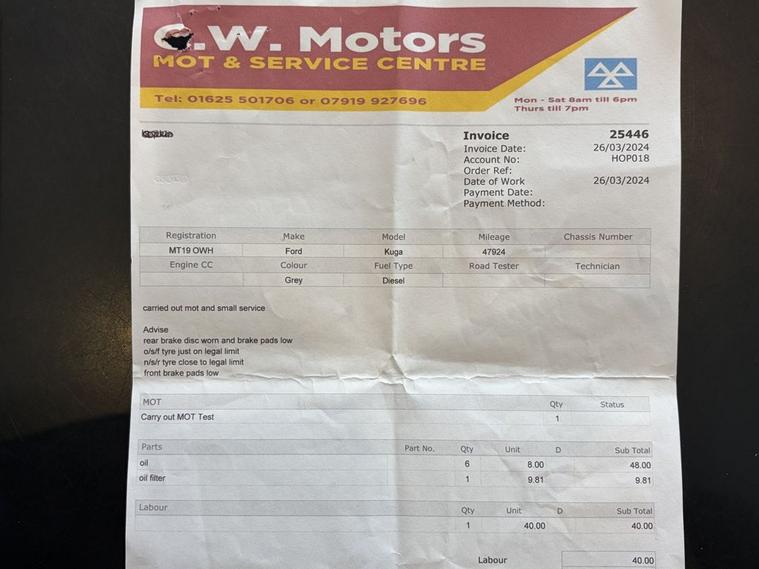 G.W. Motors
MOT & SERVICE CENTRE
Tel: 01625 501706 or 07919 927696
Mon - Sat 8am till 6pm
Thurs till 7pm
Invoice 25446
Invoice Date: 26/03/2024
Account No: HOP018
Order Ref:
Date of Work 26/03/2024
Payment Date:
Payment Method:
Registration Make Model Mileage Chassis Number
MT19 OWH Ford Kuga 47924
Engine CC Colour Fuel Type Road Tester Technician
Grey Diesel
carried out mot and small service
Advise
rear brake disc worn and brake pads low
o/s/f tyre just on legal limit
n/s/r tyre close to legal limit
front brake pads low
MOT Qty Status
Carry out MOT Test 1
Parts Part No. Qty Unit D Sub Total
oil 6 8.00 48.00
oil filter 1 9.81 9.81
Labour Qty Unit D Sub Total
1 40.00 40.00
Labour 40.00